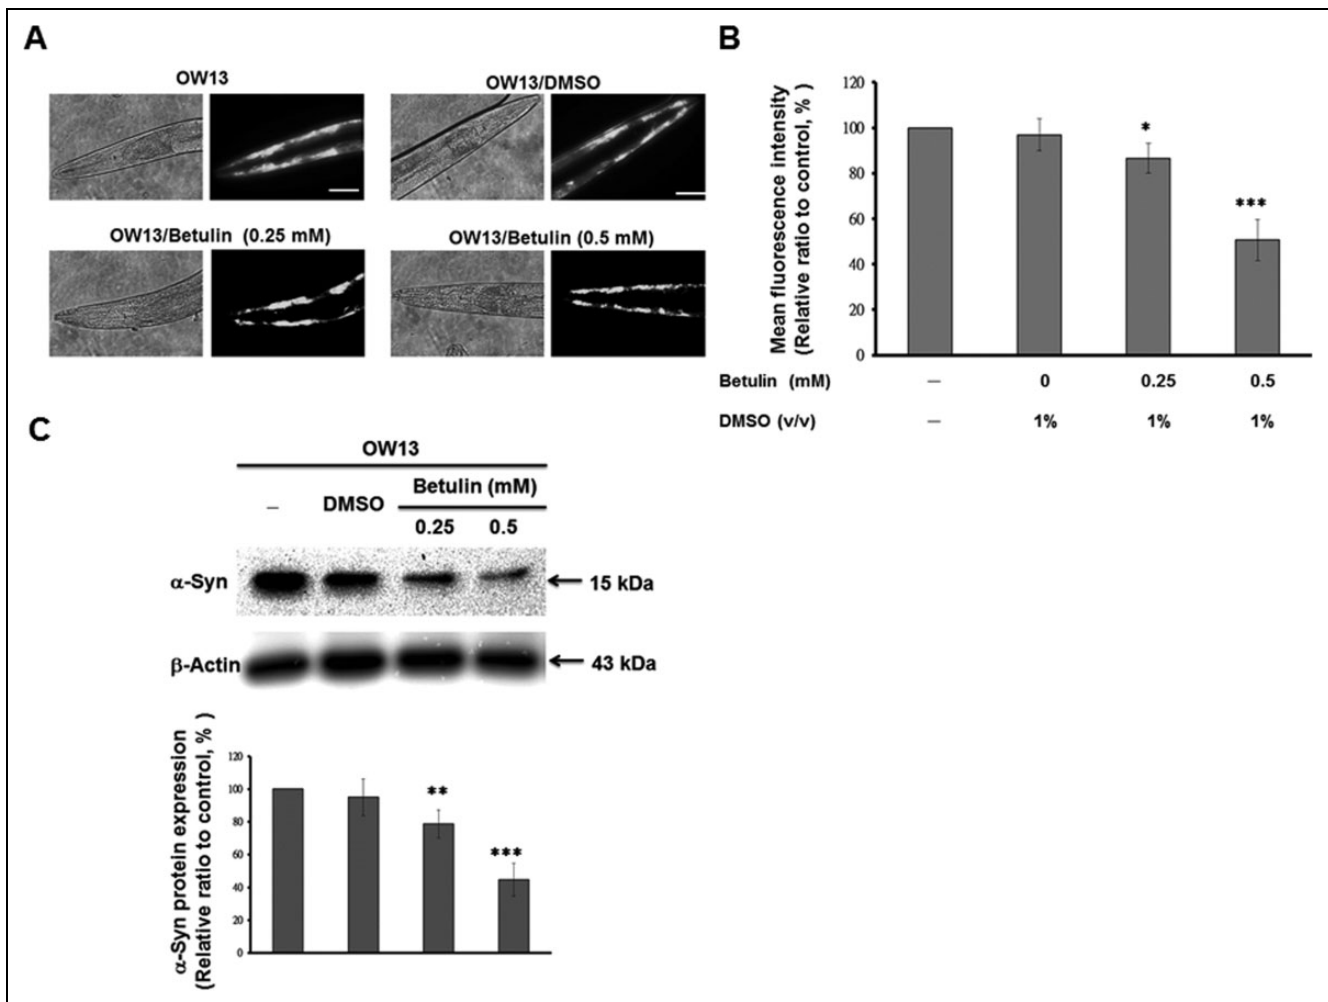 A
OW13
OW13/DMSO
OW13/Betulin (0.25 mM)
OW13/Betulin (0.5 mM)
B
Mean fluorescence intensity
(Relative ratio to control, % )
120
100
80
60
40
20
0
*
***
Betulin (mM) — 0 0.25 0.5
DMSO (v/v) — 1% 1% 1%
C
OW13
– DMSO Betulin (mM)
0.25 0.5
α-Syn 15 kDa
β-Actin 43 kDa
α-Syn protein expression
(Relative ratio to control, % )
120
100
80
60
40
20
0
**
***